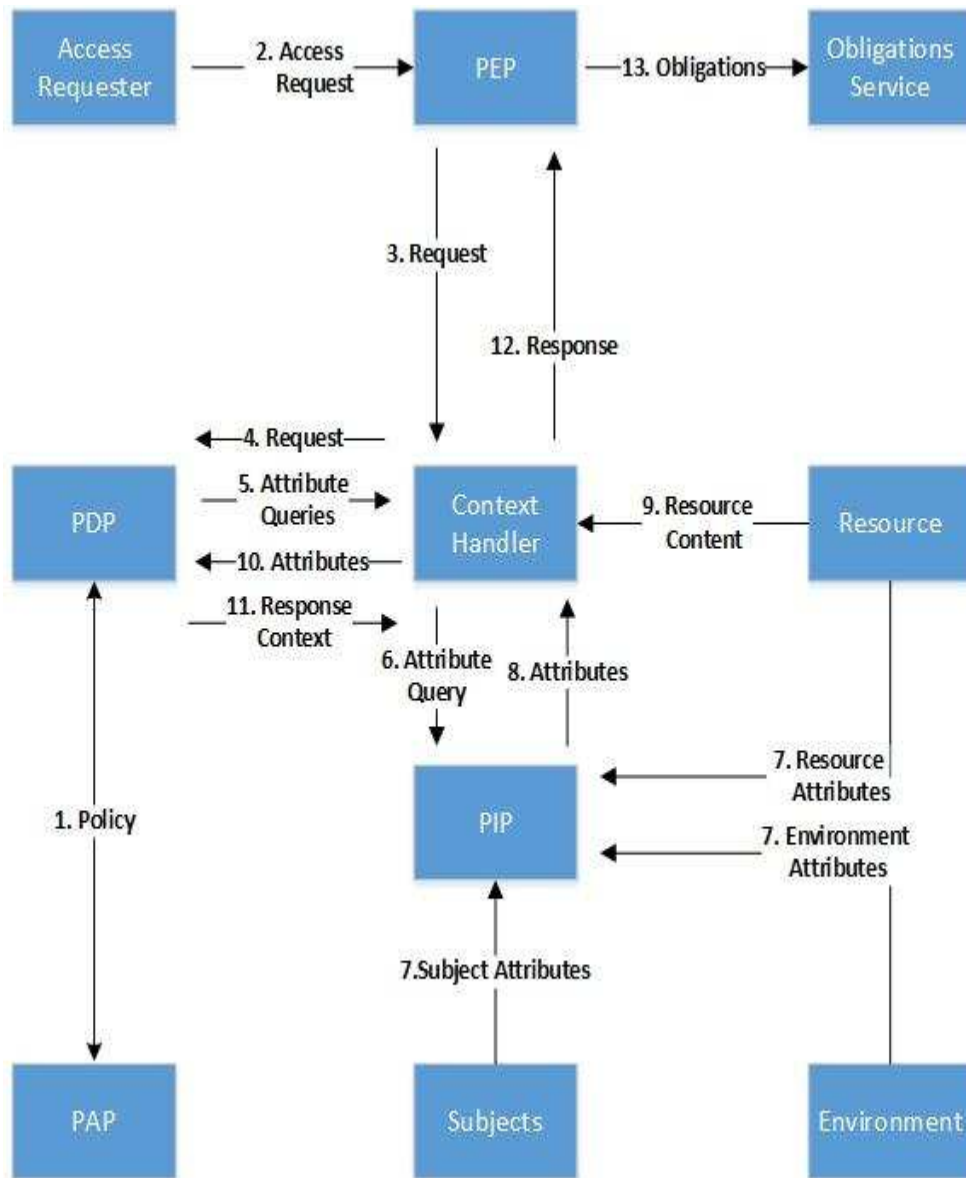 Access
Requester
2. Access
Request
PEP
13. Obligations
Obligations
Service
3. Request
12. Response
4. Request
5. Attribute
Queries
PDP
Context
Handler
9. Resource
Content
Resource
10. Attributes
11. Response
Context
6. Attribute
Query
8. Attributes
7. Resource
Attributes
1. Policy
PIP
7. Environment
Attributes
7.Subject Attributes
PAP
Subjects
Environment